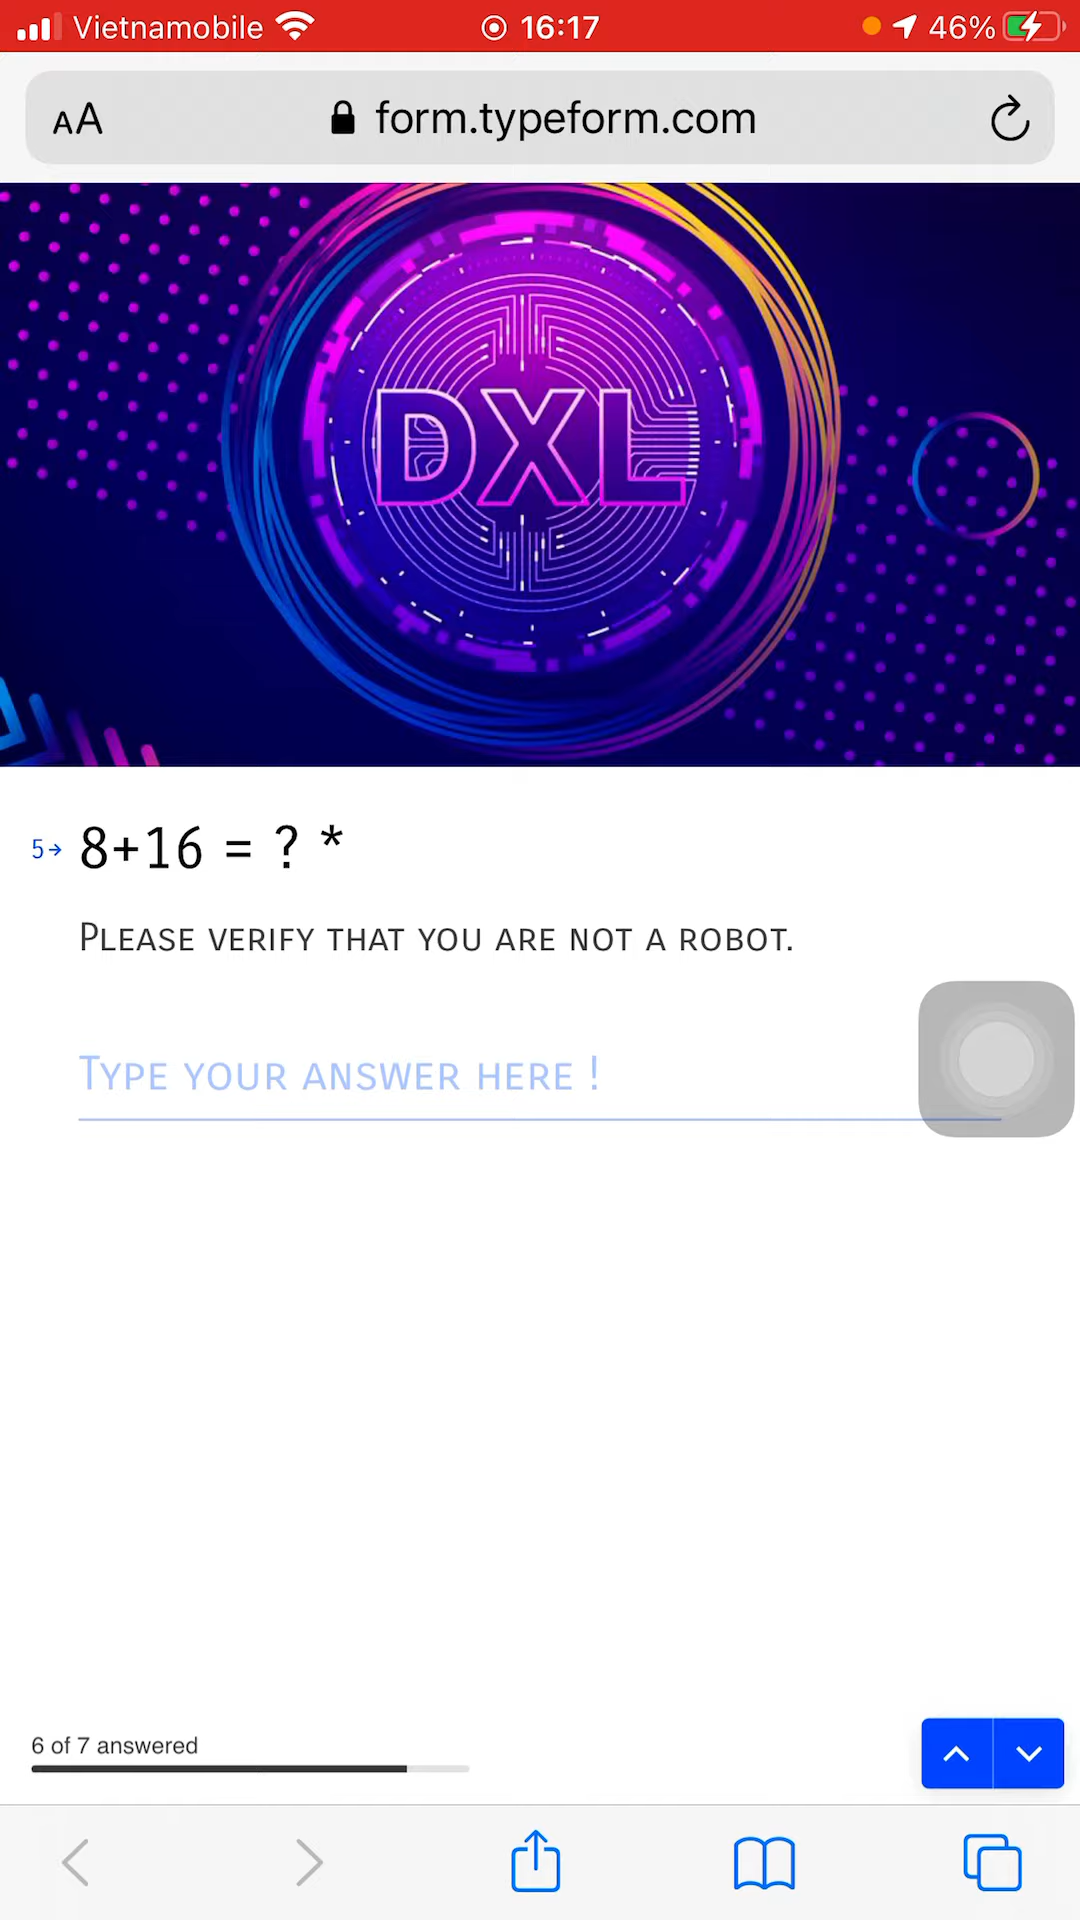 Vietnamobile 16:17 46%
AA form.typeform.com
DXL
5→ 8+16 = ? *
Please verify that you are not a robot.
Type your answer here !
6 of 7 answered